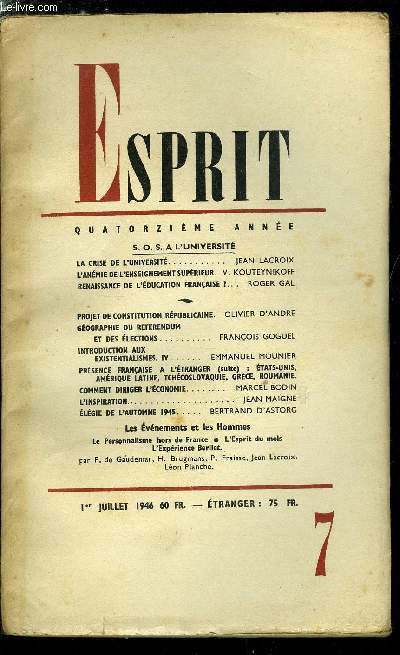 Le-livre.com
ESPRIT
QUATORZIÈME ANNÉE
S. O. S. A L'UNIVERSITÉ
LA CRISE DE L'UNIVERSITÉ........... JEAN LACROIX
L'ANÉMIE DE L'ENSEIGNEMENT SUPÉRIEUR. V. KOUTEYNIKOFF
RENAISSANCE DE L'ÉDUCATION FRANÇAISE ?... ROGER GAL
PROJET DE CONSTITUTION RÉPUBLICAINE. OLIVIER D'ANDRE
GÉOGRAPHIE DU REFERENDUM
ET DES ÉLECTIONS.......... FRANÇOIS GOGUEL
INTRODUCTION AUX
EXISTENTIALISMES. IV....... EMMANUEL MOUNIER
PRÉSENCE FRANÇAISE A L'ÉTRANGER (suite) : ÉTATS-UNIS,
AMÉRIQUE LATINE, TCHÉCOSLOVAQUIE, GRÈCE, ROUMANIE.
COMMENT DIRIGER L'ÉCONOMIE........ MARCEL BODIN
L'INSPIRATION..................... JEAN MAIGNE
ÉLÉGIE DE L'AUTOMNE 1945...... BERTRAND D'ASTORG
Les Événements et les Hommes
Le Personnalisme hors de France ● L'Esprit du mois
L'Expérience Berliet.
par F. de Gaudemar, H. Brugmans, P. Fraisse, Jean Lacroix,
Léon Planche.
1er JUILLET 1946 60 FR. — ÉTRANGER : 75 FR.
7